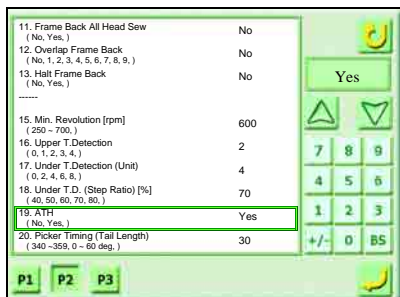 11. Frame Back All Head Sew No
( No, Yes, )
12. Overlap Frame Back No
( No, 1, 2, 3, 4, 5, 6, 7, 8, 9, )
13. Halt Frame Back No
( No, Yes, )
------
15. Min. Revolution [rpm] 600
( 250 ~ 700, )
16. Upper T.Detection 2
( 0, 1, 2, 3, 4, )
17. Under T.Detection (Unit) 4
( 0, 2, 4, 6, 8, )
18. Under T.D. (Step Ratio) [%] 70
( 40, 50, 60, 70, 80, )
19. ATH Yes
( No, Yes, )
20. Picker Timing (Tail Length) 30
( 340 ~359, 0 ~ 60 deg, )
Yes
7 8 9
4 5 6
1 2 3
+/- 0 BS
P1 P2 P3